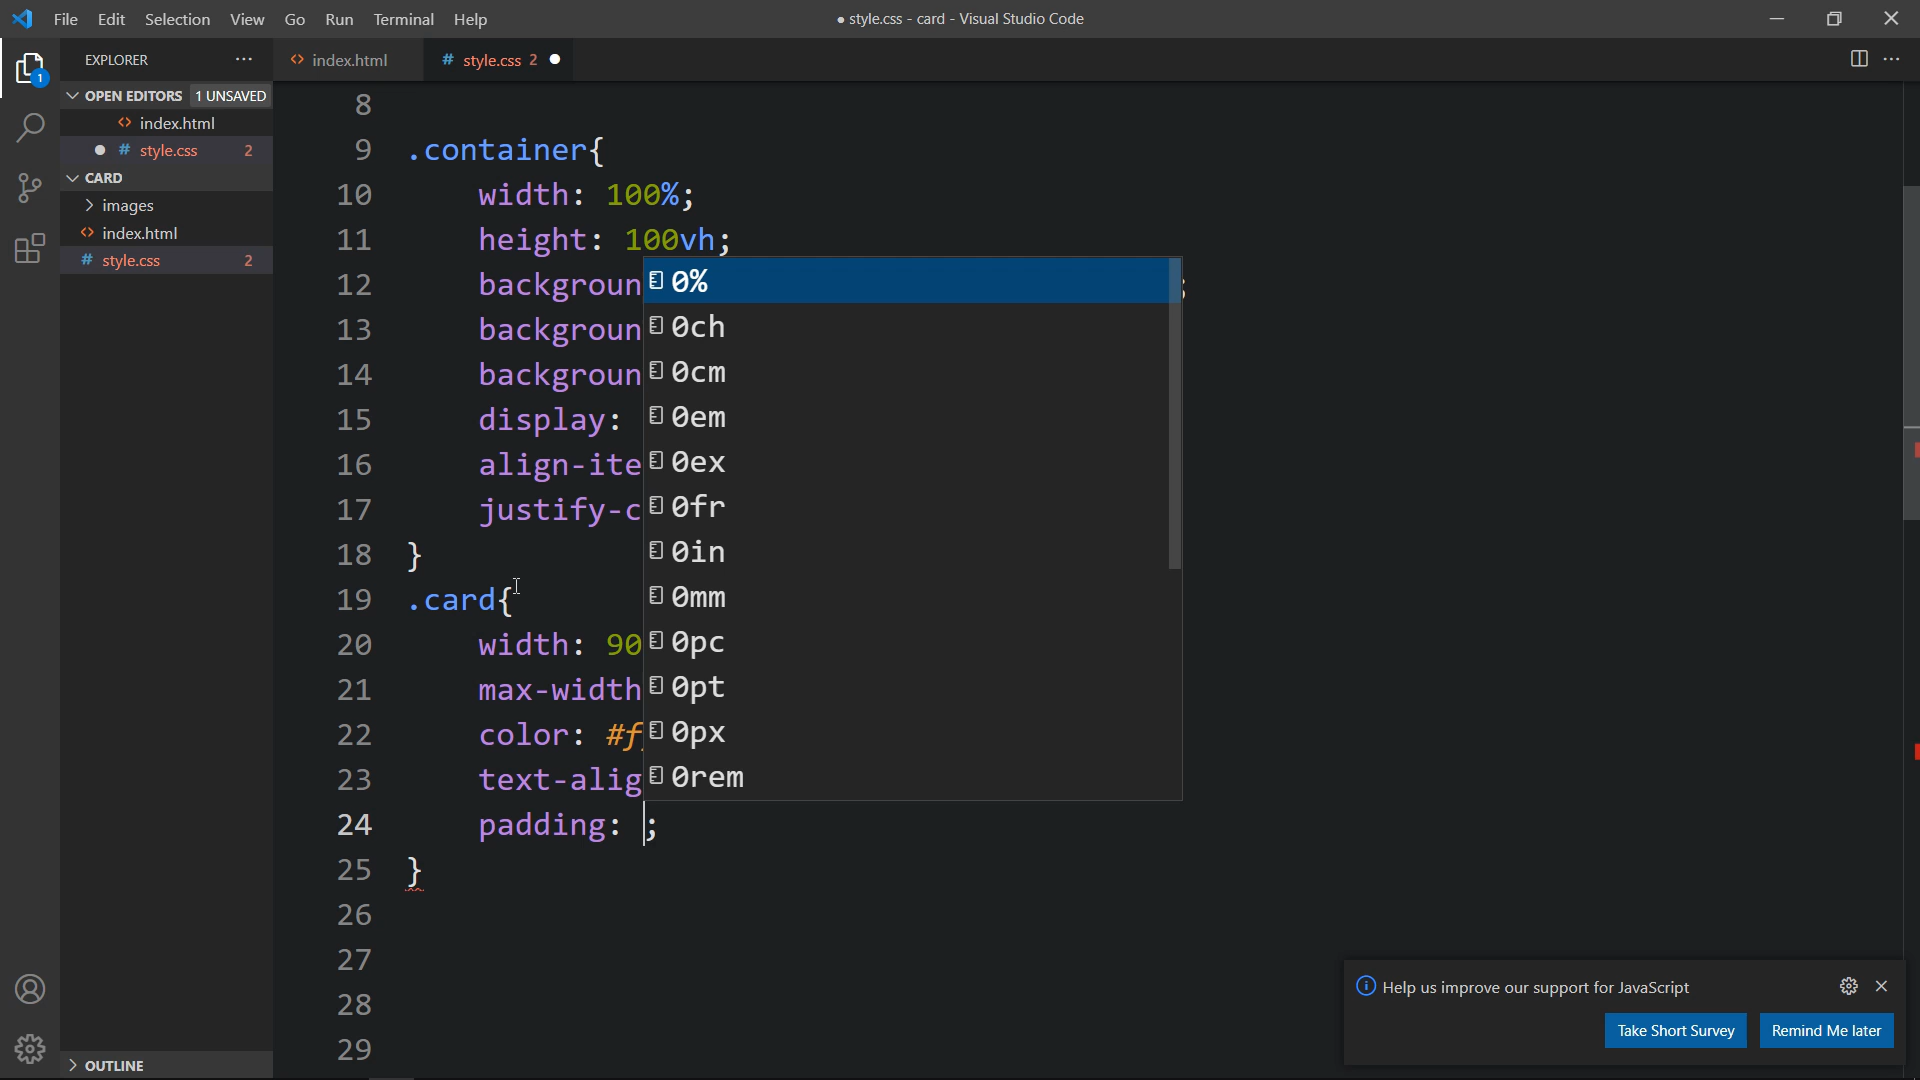 File Edit Selection View Go Run Terminal Help
● style.css - card - Visual Studio Code
EXPLORER
index.html
# style.css 2
OPEN EDITORS 1 UNSAVED
index.html
# style.css 2
CARD
images
index.html
# style.css 2
OUTLINE
1
8
9 .container{
10 width: 100%;
11 height: 100vh;
12 backgroun ;
13 backgroun
14 backgroun
15 display:
16 align-ite
17 justify-c
18 }
19 .card{
20 width: 90
21 max-width
22 color: #f
23 text-alig
24 padding: ;
25 }
26
27
28
29
0%
0ch
0cm
0em
0ex
0fr
0in
0mm
0pc
0pt
0px
0rem
Help us improve our support for JavaScript
Take Short Survey Remind Me later